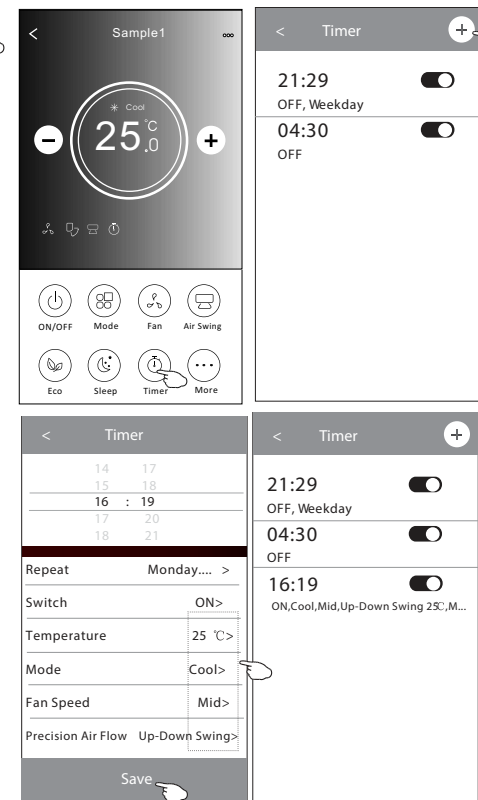 < Sample1 ooo
* Cool
25.0 °C
− +
ON/OFF Mode Fan Air Swing
Eco Sleep Timer More
< Timer +
21:29
OFF, Weekday
04:30
OFF
< Timer
14 17
15 18
16 : 19
17 20
18 21
Repeat Monday.... >
Switch ON>
Temperature 25 ℃>
Mode Cool>
Fan Speed Mid>
Precision Air Flow Up-Down Swing>
Save
< Timer +
21:29
OFF, Weekday
04:30
OFF
16:19
ON,Cool,Mid,Up-Down Swing 25℃,M...